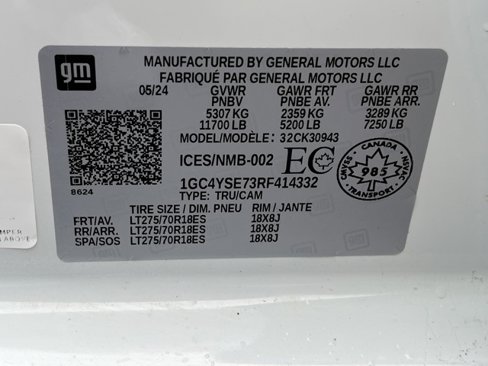 gm
MANUFACTURED BY GENERAL MOTORS LLC
FABRIQUÉ PAR GENERAL MOTORS LLC
05/24 GVWR GAWR FRT GAWR RR
PNBV PNBE AV. PNBE ARR.
5307 KG 2359 KG 3289 KG
11700 LB 5200 LB 7250 LB
MODEL/MODÈLE: 32CK30943
ICES/NMB-002 EC
CANADA
985
TRANS
8624
1GC4YSE73RF414332
TYPE: TRU/CAM
TIRE SIZE / DIM. PNEU RIM / JANTE
FRT/AV. LT275/70R18ES 18X8J
RR/ARR. LT275/70R18ES 18X8J
SPA/SOS LT275/70R18ES 18X8J